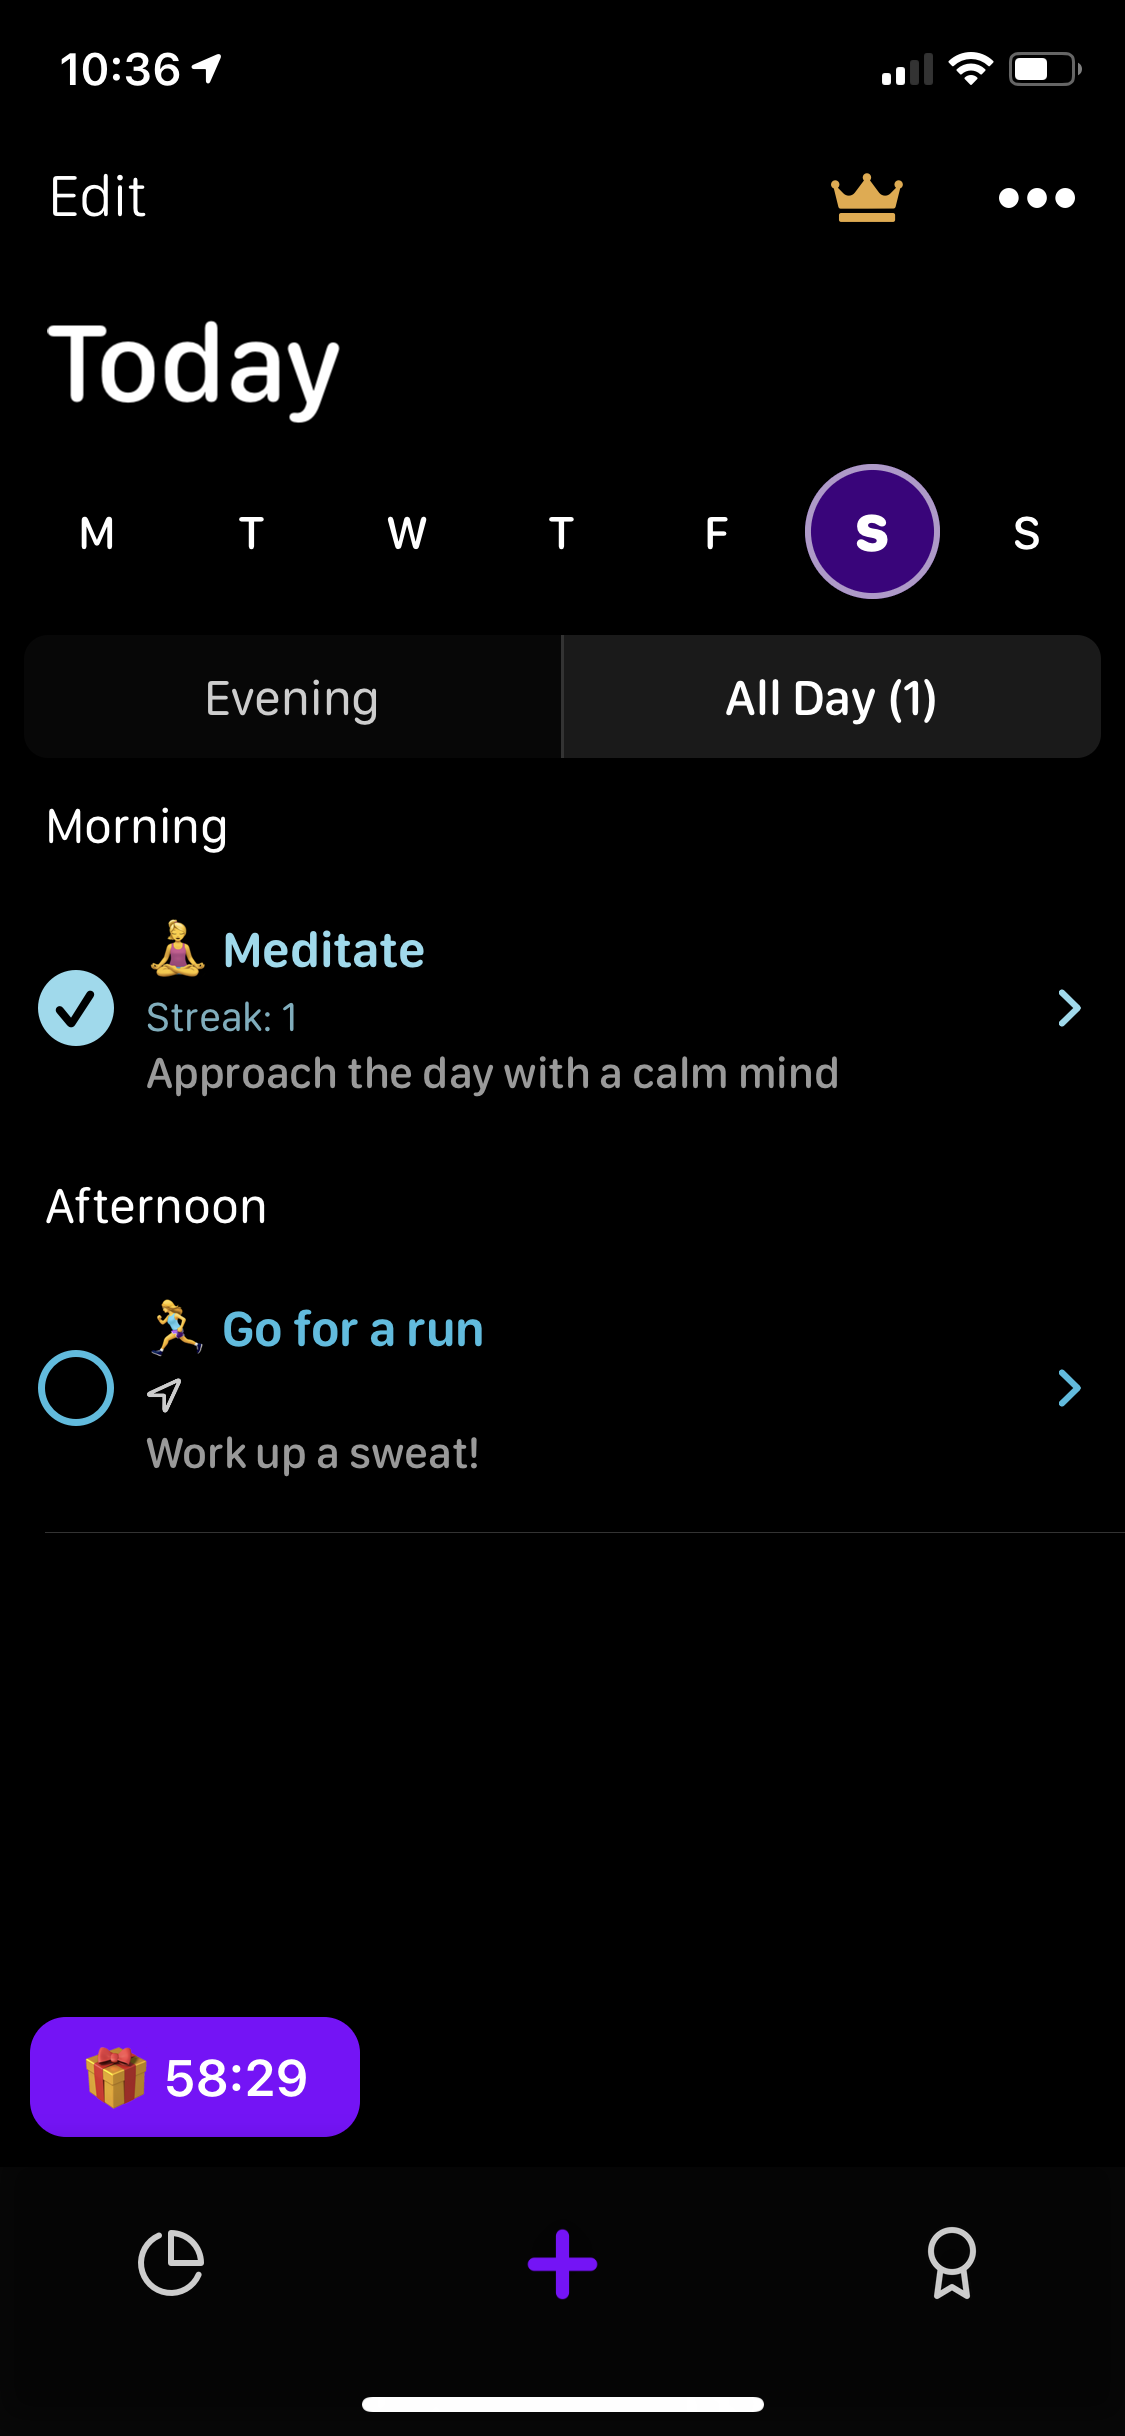 10:36
Edit
Today
M T W T F S S
Evening All Day (1)
Morning
Meditate
Streak: 1
Approach the day with a calm mind
Afternoon
Go for a run
Work up a sweat!
58:29